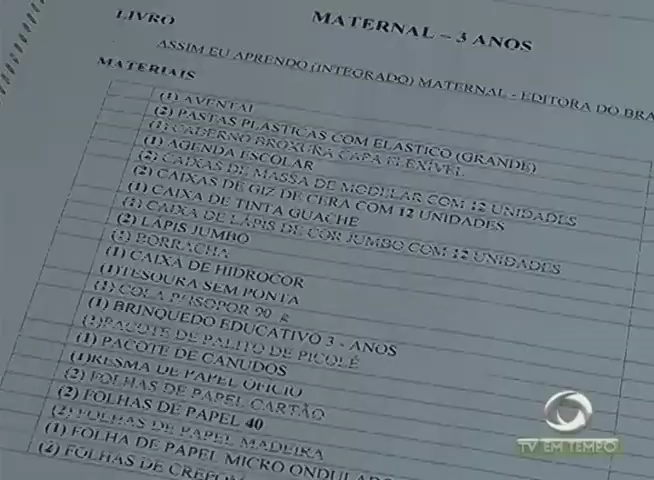 LIVRO
MATERNAL – 3 ANOS
ASSIM EU APRENDO (INTEGRADO) MATERNAL - EDITORA DO BRA
MATERIAIS
(1) AVENTAL
(2) PASTAS PLÁSTICAS COM ELASTICO (GRANDE)
(1) CADERNO BROXURA CAPA FLEXÍVEL
(1) AGENDA ESCOLAR
(2) CAIXAS DE MASSA DE MODULAR COM 12 UNIDADES
(2) CAIXAS DE GIZ DE CERA COM 12 UNIDADES
(1) CAIXA DE TINTA GUACHE
CAIXA DE LÁPIS DE COR JUMBO COM 12 UNIDADES
(2) LÁPIS JUMBO
BORRACHA
(1) CAIXA DE HIDROCOR
(1) TESOURA SEM PONTA
(1) COLA P/ISOPOR 90 g
(1) BRINQUEDO EDUCATIVO 3 - ANOS
PACOTE DE PALITO DE PICOLÉ
(1) PACOTE DE CANUDOS
(1) RESMA DE PAPEL OFICIO
(2) FOLHAS DE PAPEL CARTÃO
(2) FOLHAS DE PAPEL 40
(2) FOLHAS DE PAPEL MADEIRA
(1) FOLHA DE PAPEL MICRO ONDULADO
(2) FOLHAS DE CREPOM
TV EM TEMPO